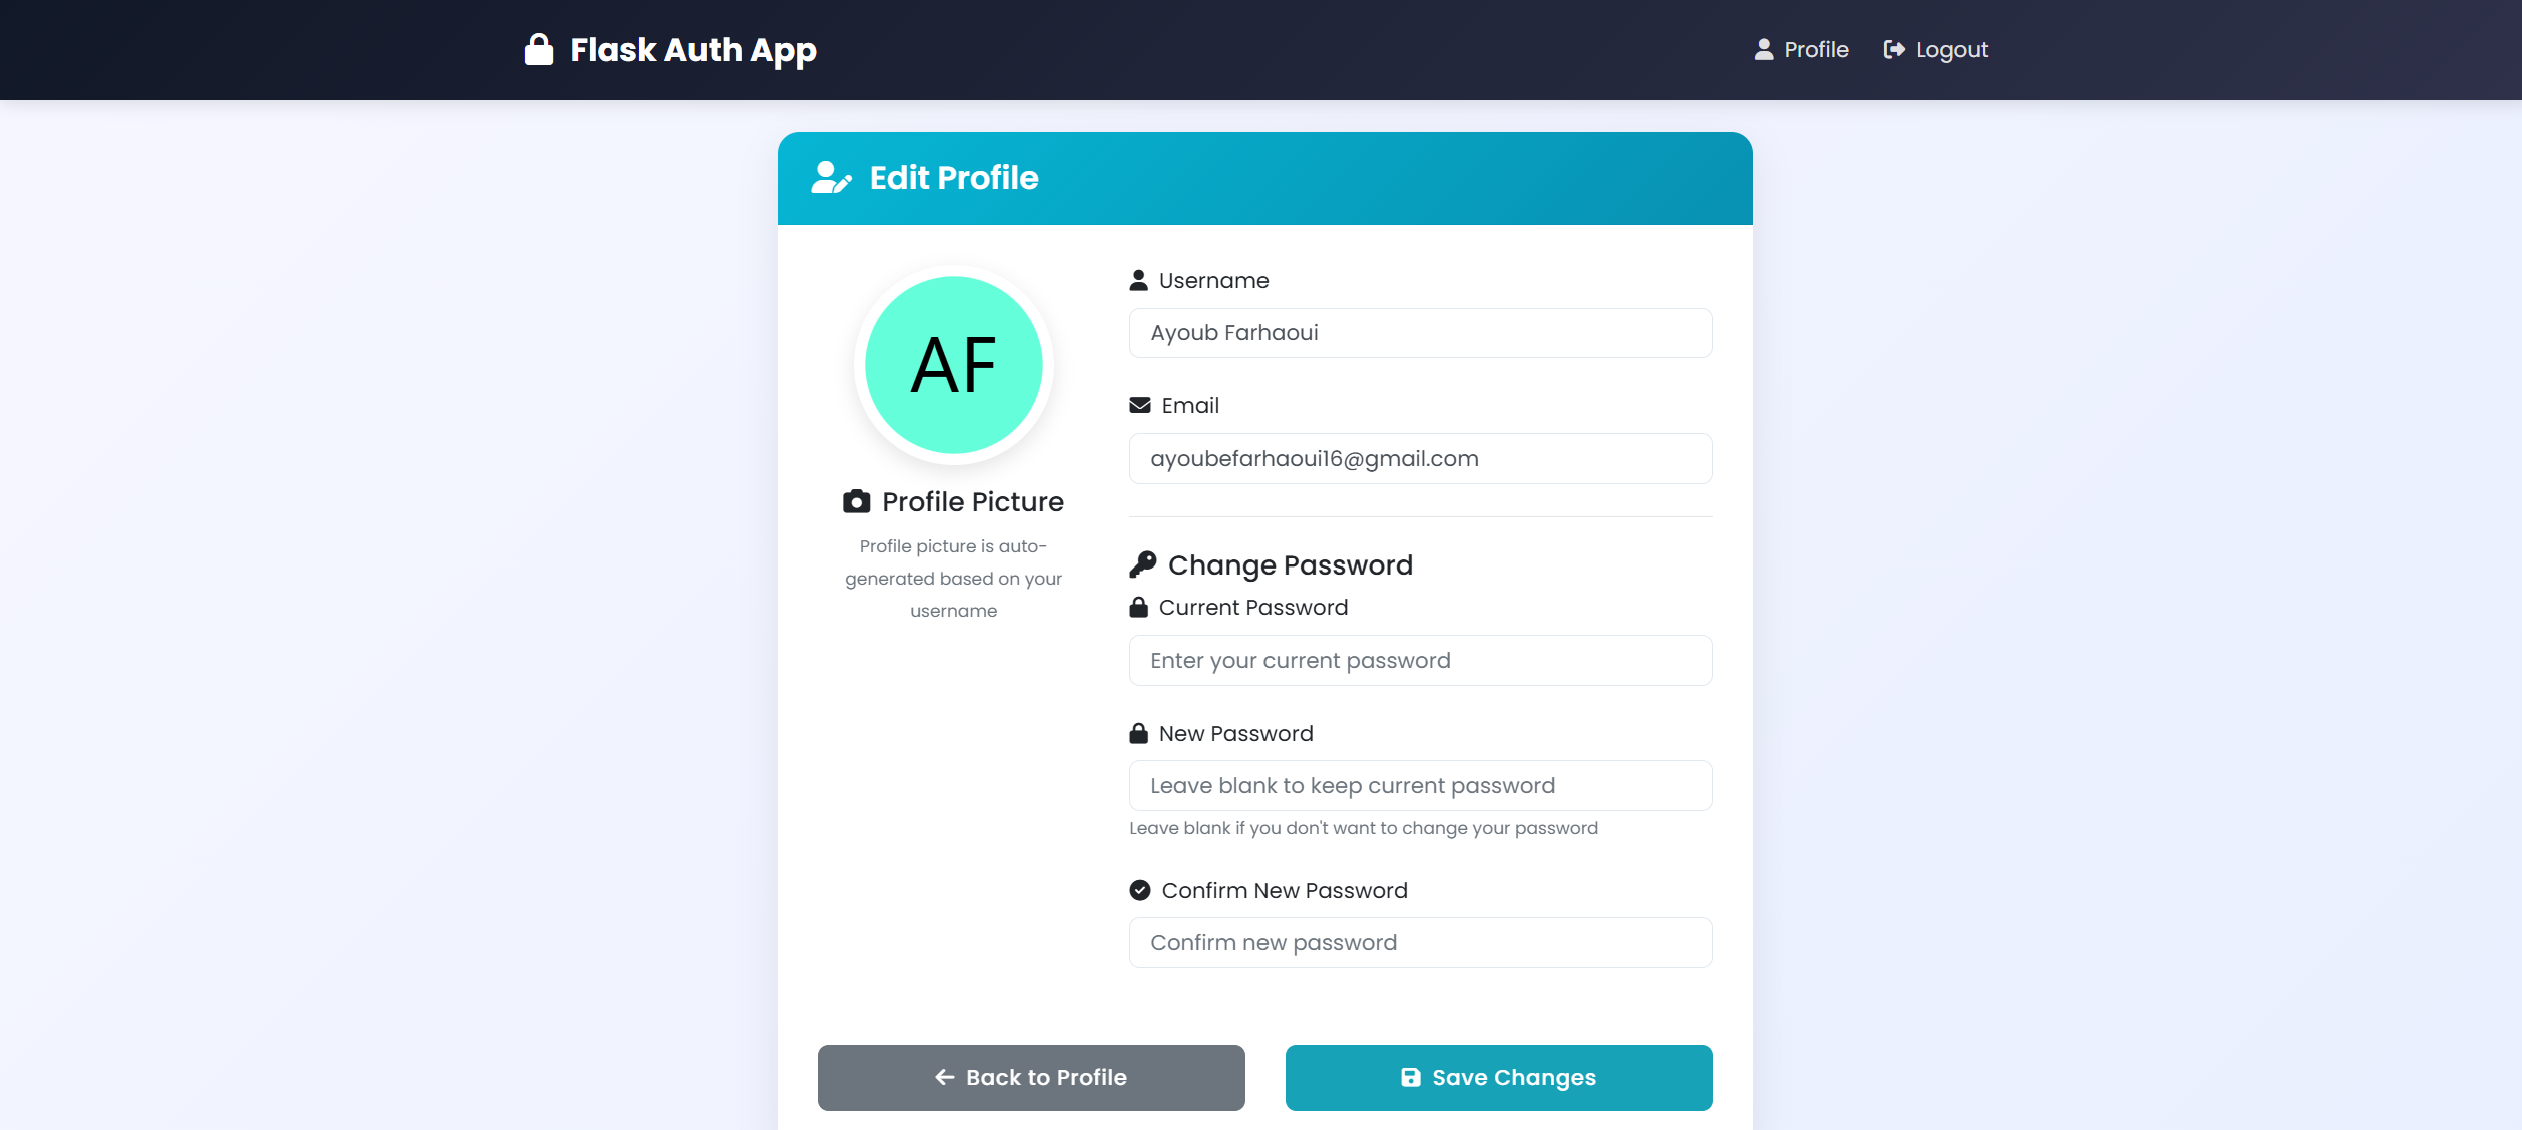 Flask Auth App
Profile
Logout
Edit Profile
AF
Profile Picture
Profile picture is auto-
generated based on your
username
Username
Ayoub Farhaoui
Email
ayoubefarhaoui16@gmail.com
Change Password
Current Password
Enter your current password
New Password
Leave blank to keep current password
Leave blank if you don't want to change your password
Confirm New Password
Confirm new password
Back to Profile
Save Changes